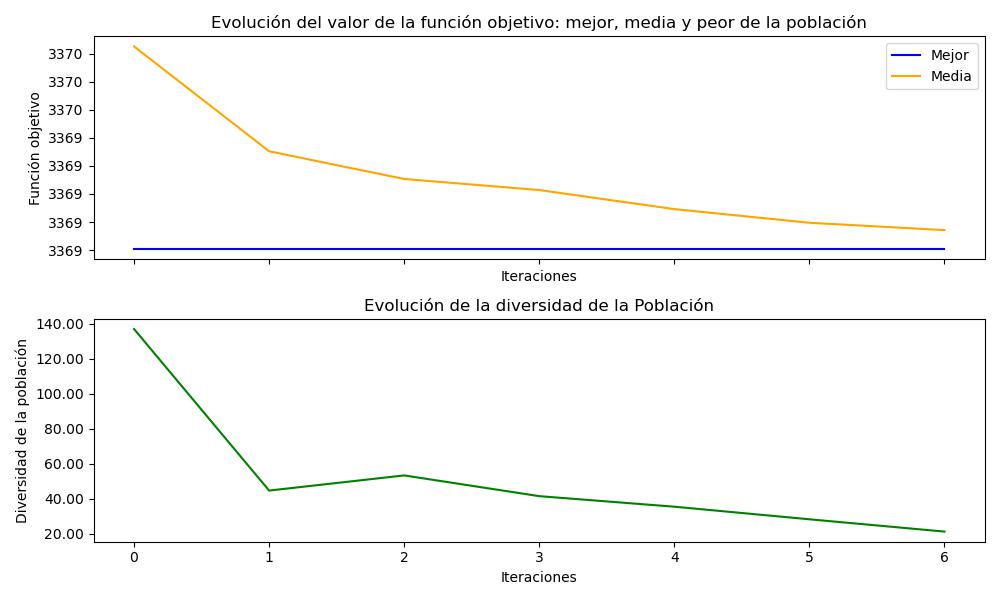 Evolución del valor de la función objetivo: mejor, media y peor de la población
3370
3370
3370
3369
3369
3369
3369
3369
Función objetivo
Mejor
Media
Iteraciones
Evolución de la diversidad de la Población
140.00
120.00
100.00
80.00
60.00
40.00
20.00
Diversidad de la población
0 1 2 3 4 5 6
Iteraciones